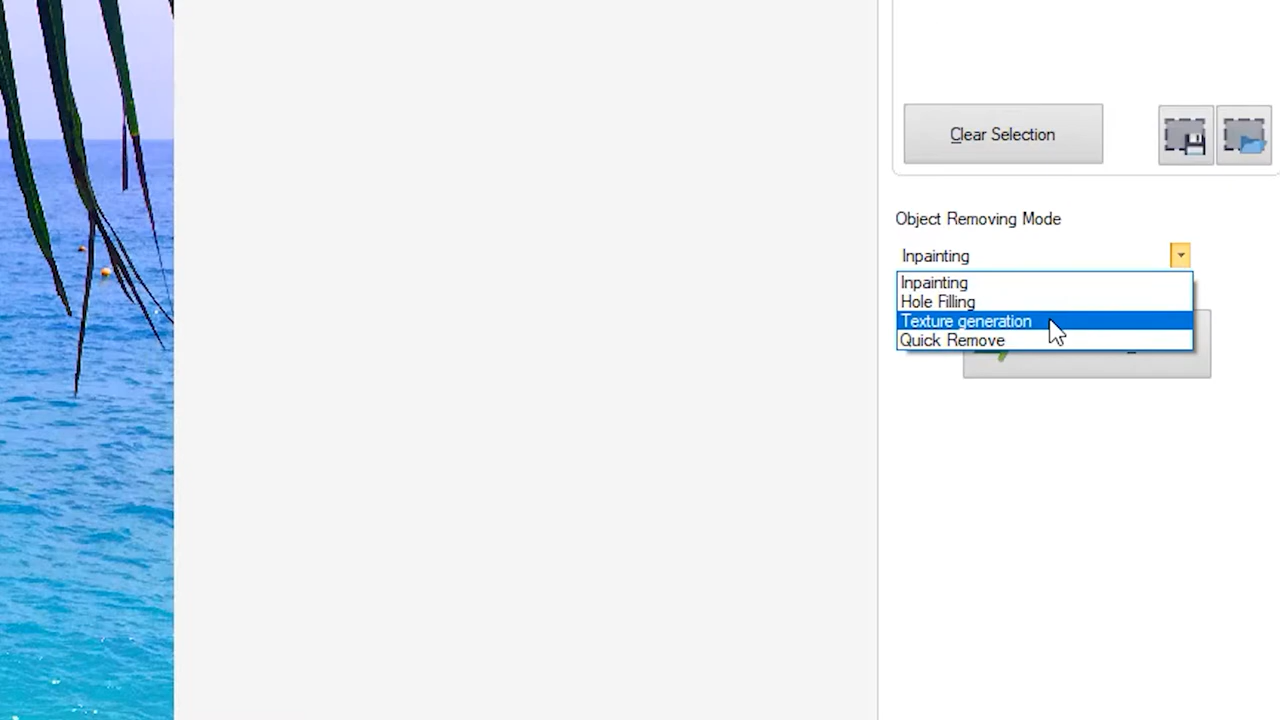 Clear Selection
Object Removing Mode
Inpainting
Inpainting
Hole Filling
Texture generation
Quick Remove